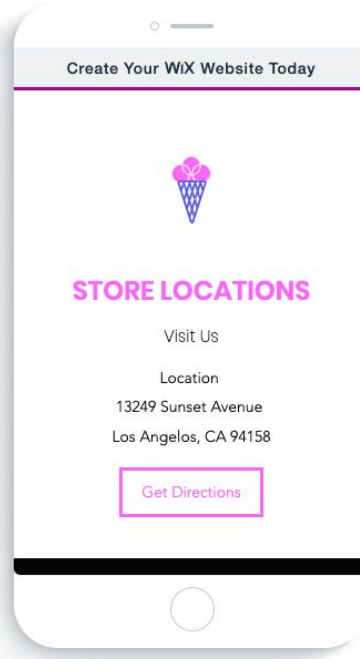 Create Your WiX Website Today
STORE LOCATIONS
Visit Us
Location
13249 Sunset Avenue
Los Angelos, CA 94158
Get Directions